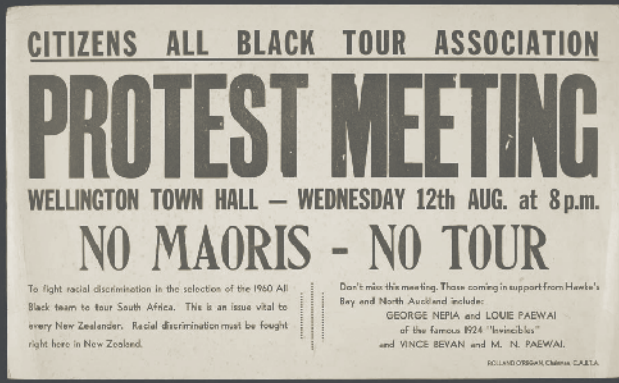 CITIZENS ALL BLACK TOUR ASSOCIATION
PROTEST MEETING
WELLINGTON TOWN HALL — WEDNESDAY 12th AUG. at 8 p.m.
NO MAORIS - NO TOUR
To fight racial discrimination in the selection of the 1960 All
Black team to tour South Africa. This is an issue vital to
every New Zealander. Racial discrimination must be fought
right here in New Zealand.
Don't miss this meeting. Those coming in support from Hawke's
Bay and North Auckland include:
GEORGE NEPIA and LOUIE PAEWAI
of the famous 1924 "Invincibles"
and VINCE BEVAN and M. N. PAEWAI.
ROLLAND O'REGAN, Chairman, C.A.B.T.A.